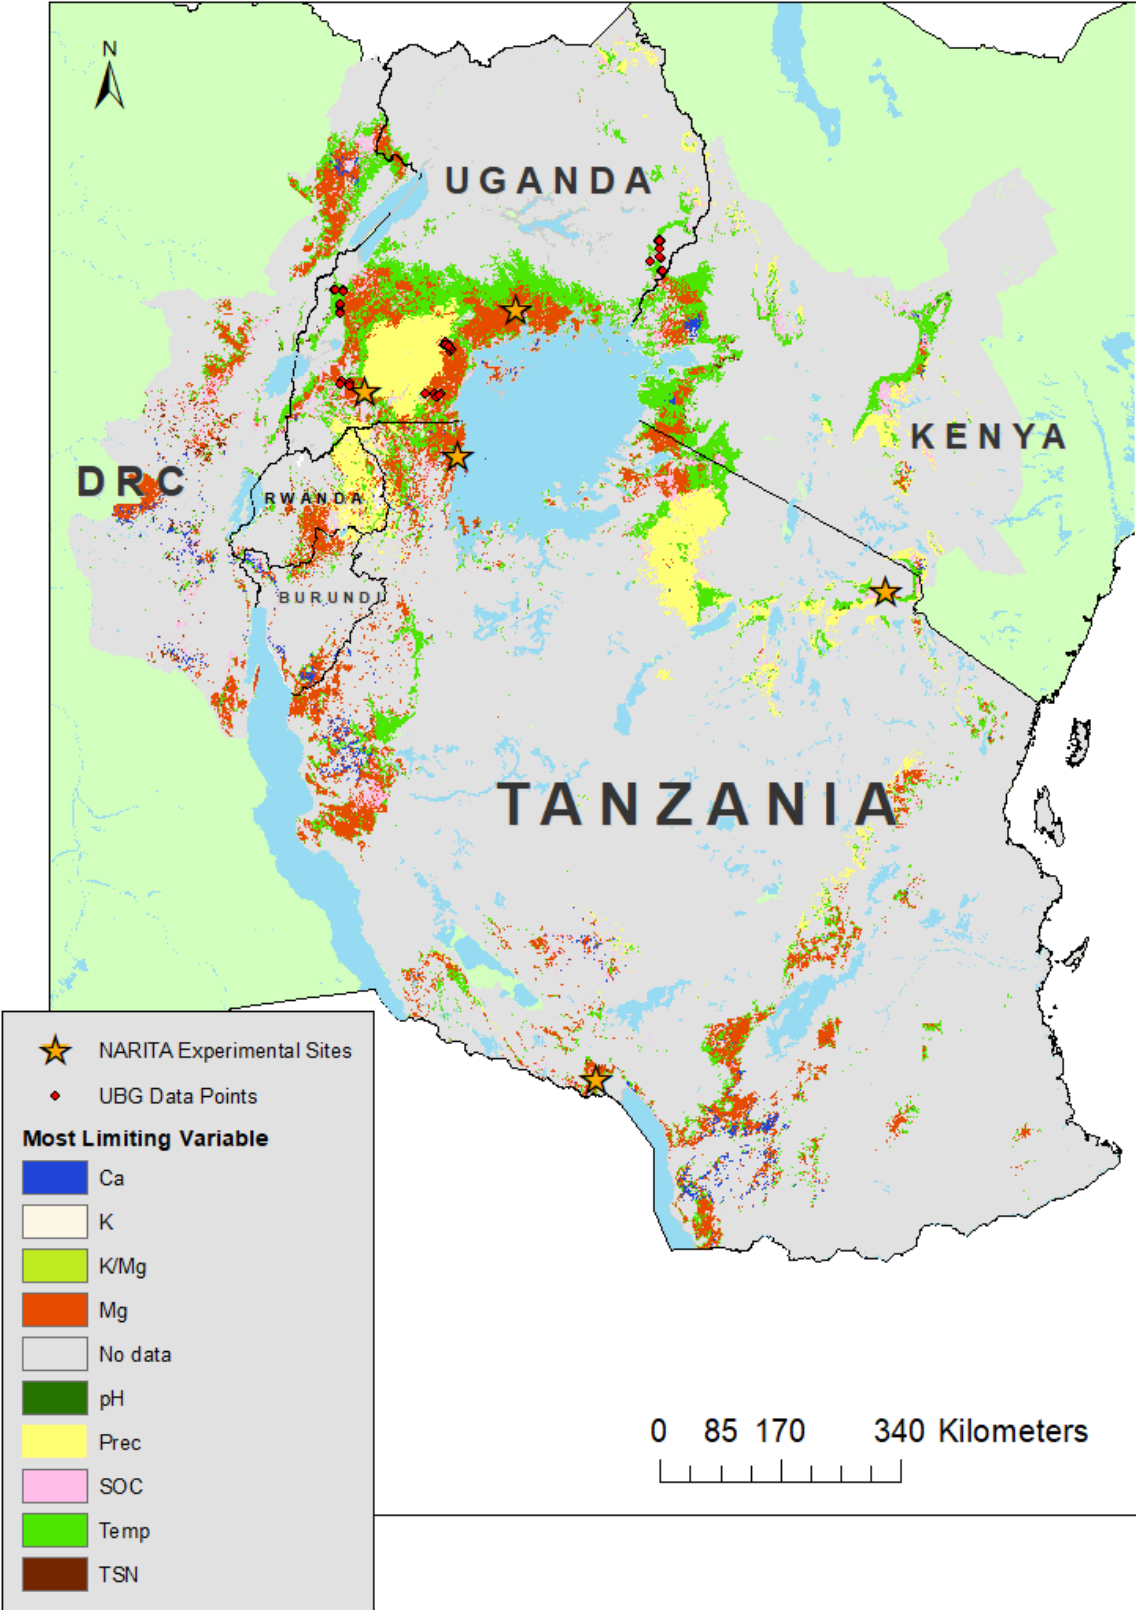 N
UGANDA
KENYA
DRC
RWANDA
BURUNDI
TANZANIA
NARITA Experimental Sites
UBG Data Points
Most Limiting Variable
Ca
K
K/Mg
Mg
No data
pH
Prec
SOC
Temp
TSN
0 85 170 340 Kilometers